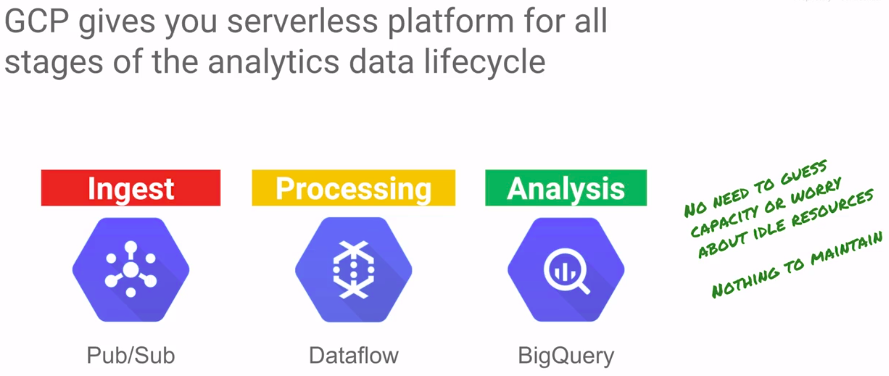 GCP gives you serverless platform for all
stages of the analytics data lifecycle
Ingest
Processing
Analysis
Pub/Sub
Dataflow
BigQuery
NO NEED TO GUESS
CAPACITY OR WORRY
ABOUT IDLE RESOURCES
NOTHING TO MAINTAIN